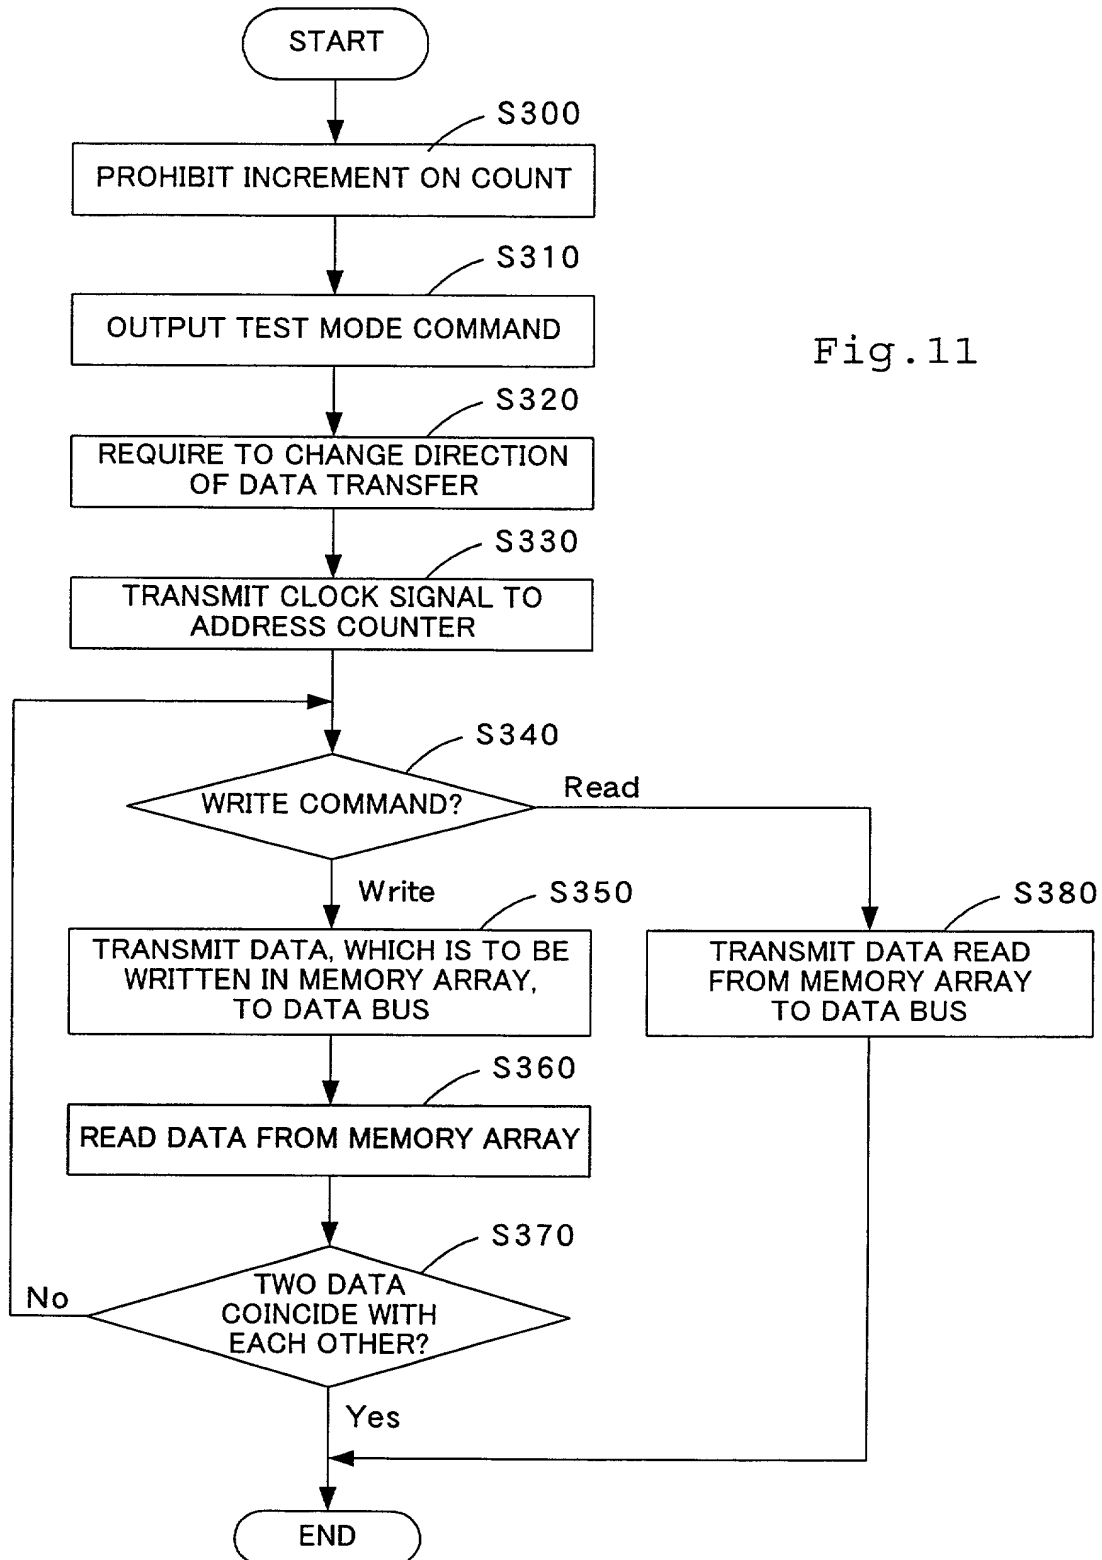 START
S300
PROHIBIT INCREMENT ON COUNT
S310
OUTPUT TEST MODE COMMAND
Fig.11
S320
REQUIRE TO CHANGE DIRECTION
OF DATA TRANSFER
S330
TRANSMIT CLOCK SIGNAL TO
ADDRESS COUNTER
S340
WRITE COMMAND?
Read
Write
S350
TRANSMIT DATA, WHICH IS TO BE
WRITTEN IN MEMORY ARRAY,
TO DATA BUS
S380
TRANSMIT DATA READ
FROM MEMORY ARRAY
TO DATA BUS
S360
READ DATA FROM MEMORY ARRAY
S370
TWO DATA
COINCIDE WITH
EACH OTHER?
No
Yes
END